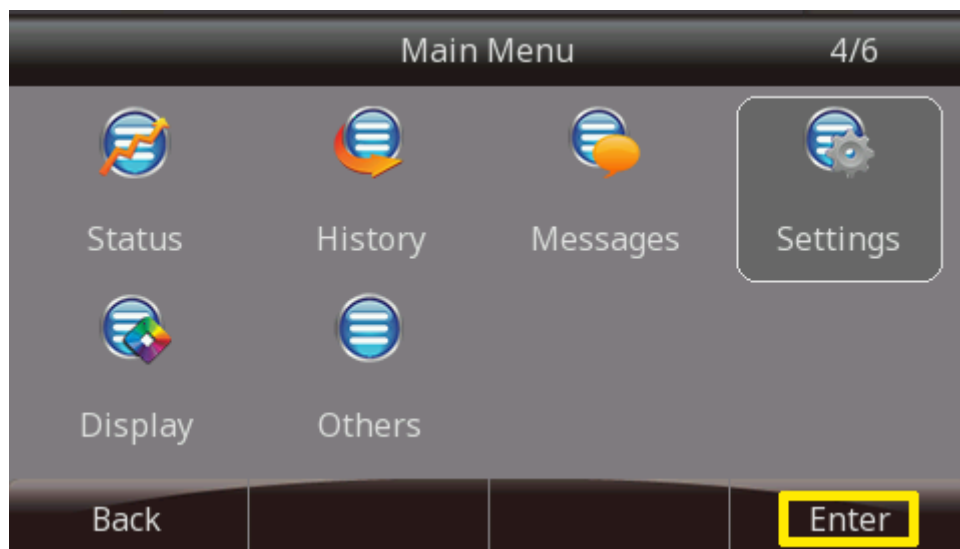 Main Menu 4/6
Status History Messages Settings
Display Others
Back Enter